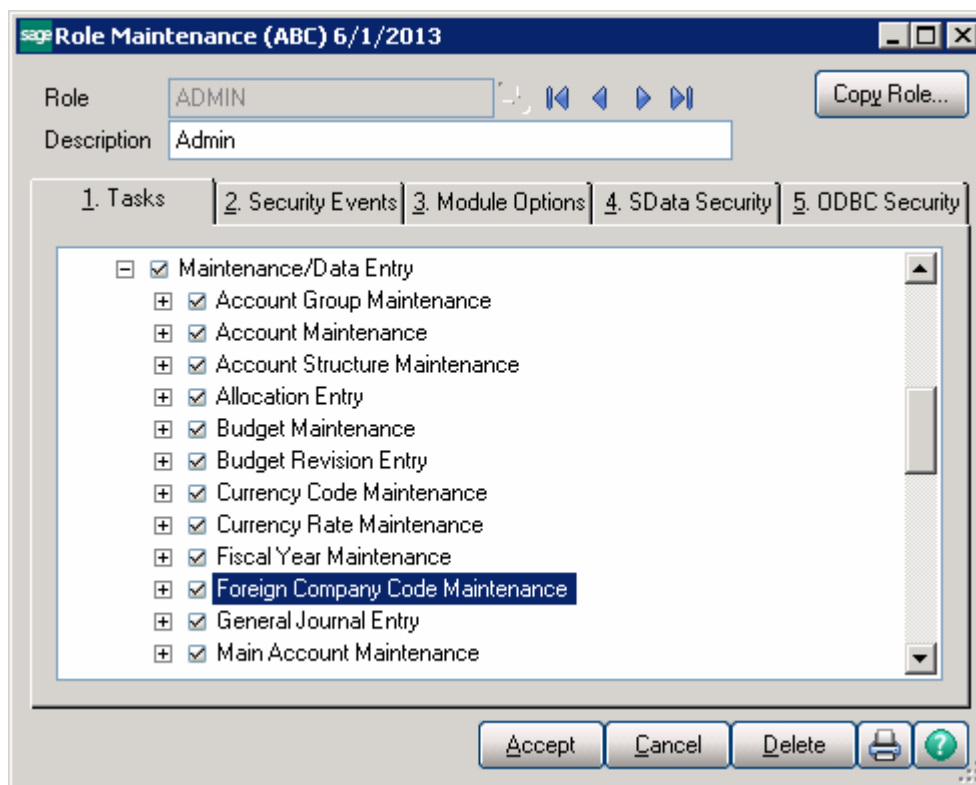 sage Role Maintenance (ABC) 6/1/2013
Role ADMIN Copy Role...
Description Admin
1. Tasks 2. Security Events 3. Module Options 4. SData Security 5. ODBC Security
Maintenance/Data Entry
Account Group Maintenance
Account Maintenance
Account Structure Maintenance
Allocation Entry
Budget Maintenance
Budget Revision Entry
Currency Code Maintenance
Currency Rate Maintenance
Fiscal Year Maintenance
Foreign Company Code Maintenance
General Journal Entry
Main Account Maintenance
Accept Cancel Delete ?